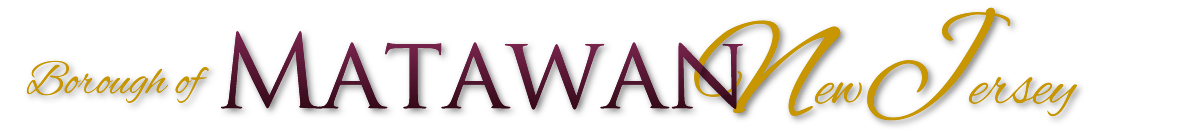 Borough of MATAWAN New Jersey